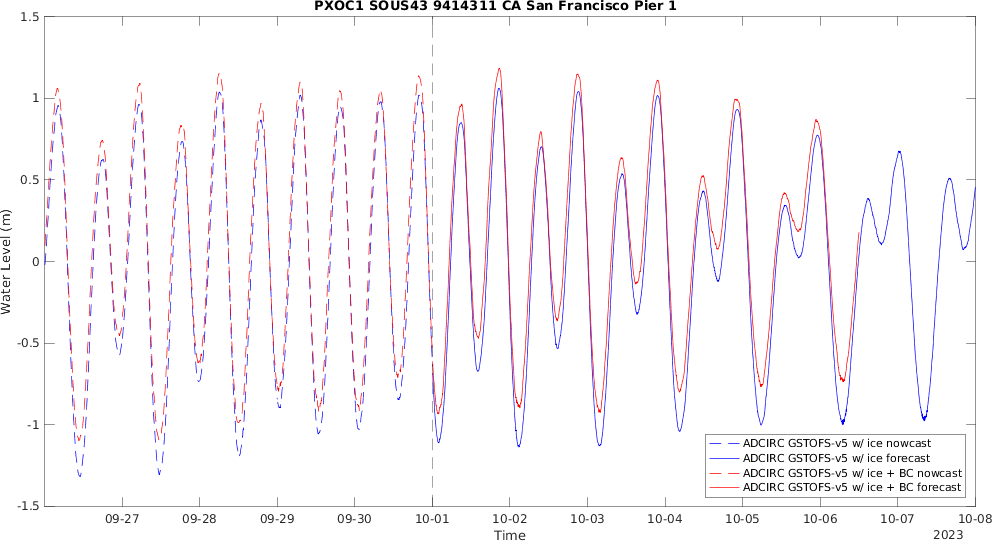 PXOC1 SOUS43 9414311 CA San Francisco Pier 1
1.5
1
0.5
0
-0.5
-1
-1.5
Water Level (m)
09-27 09-28 09-29 09-30 10-01 10-02 10-03 10-04 10-05 10-06 10-07 10-08
Time
2023
ADCIRC GSTOFS-v5 w/ ice nowcast
ADCIRC GSTOFS-v5 w/ ice forecast
ADCIRC GSTOFS-v5 w/ ice + BC nowcast
ADCIRC GSTOFS-v5 w/ ice + BC forecast